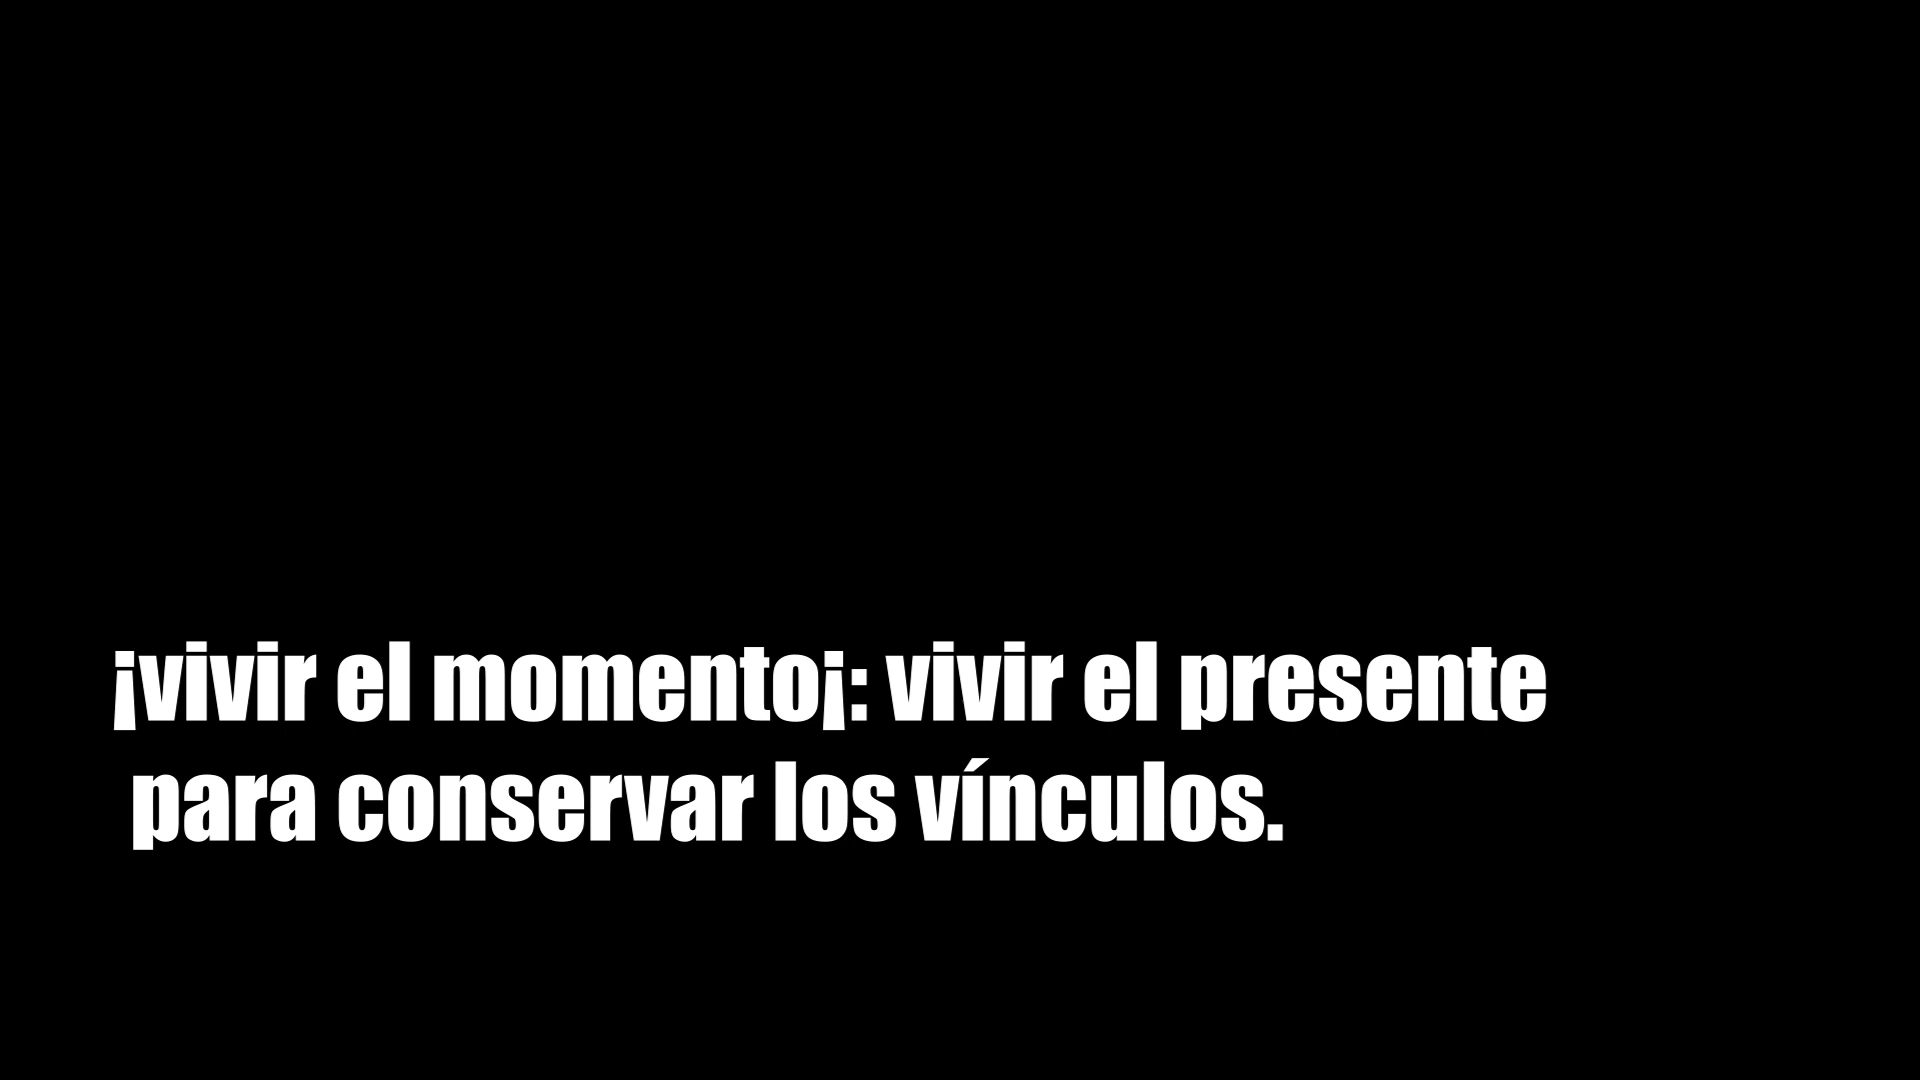 ¡vivir el momento¡: vivir el presente
para conservar los vínculos.